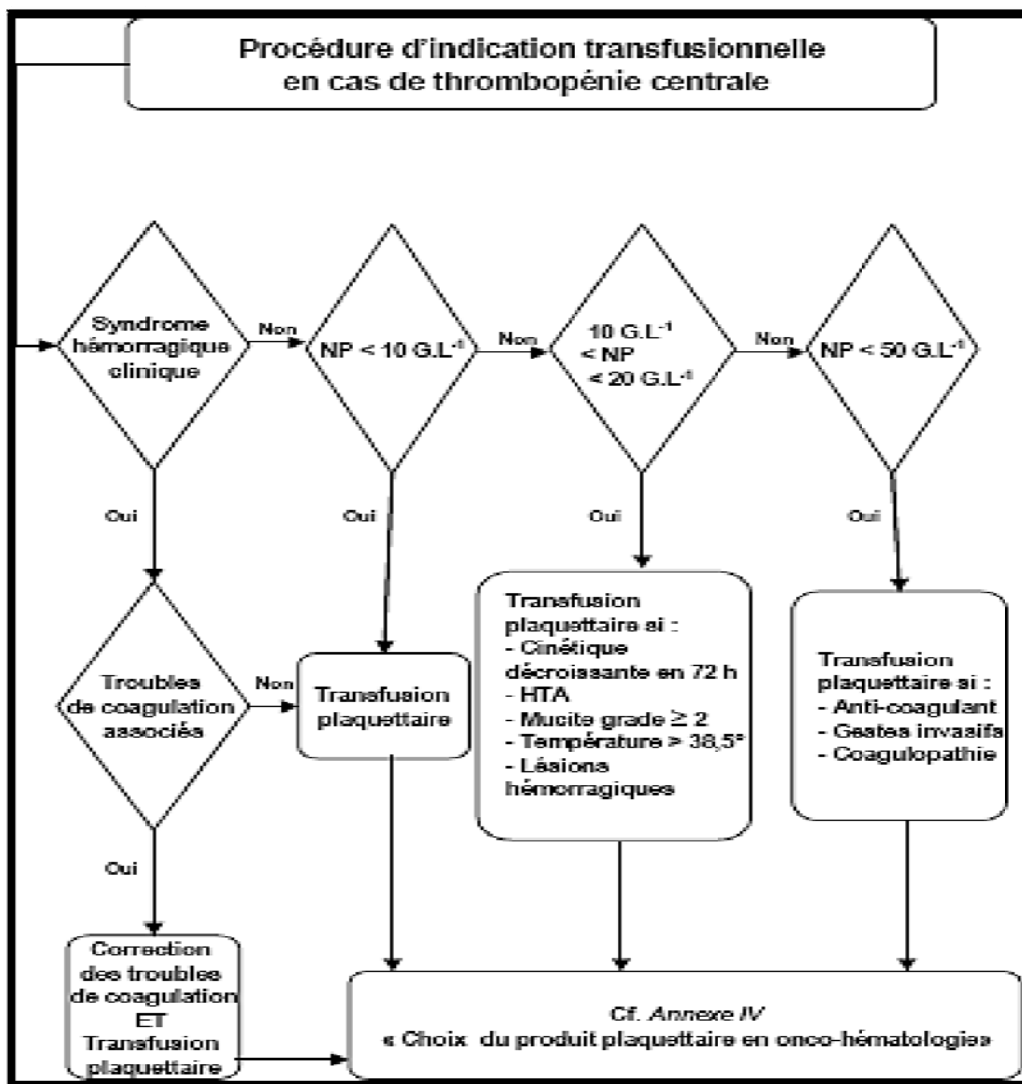 Procédure d'indication transfusionnelle
en cas de thrombopénie centrale
Syndrome
hémorragique
clinique
Non
NP < 10 G.L⁻¹
Non
10 G.L⁻¹
< NP
< 20 G.L⁻¹
Non
NP < 50 G.L⁻¹
Oui
Oui
Oui
Oui
Troubles
de coagulation
associés
Non
Transfusion
plaquettaire
Transfusion
plaquettaire si :
- Cinétique
décroissante en 72 h
- HTA
- Mucite grade ≥ 2
- Température > 38,5°
- Lésions
hémorragiques
Transfusion
plaquettaire si :
- Anti-coagulant
- Gestes invasifs
- Coagulopathie
Oui
Correction
des troubles
de coagulation
ET
Transfusion
plaquettaire
Cf. Annexe IV
« Choix du produit plaquettaire en onco-hématologie»